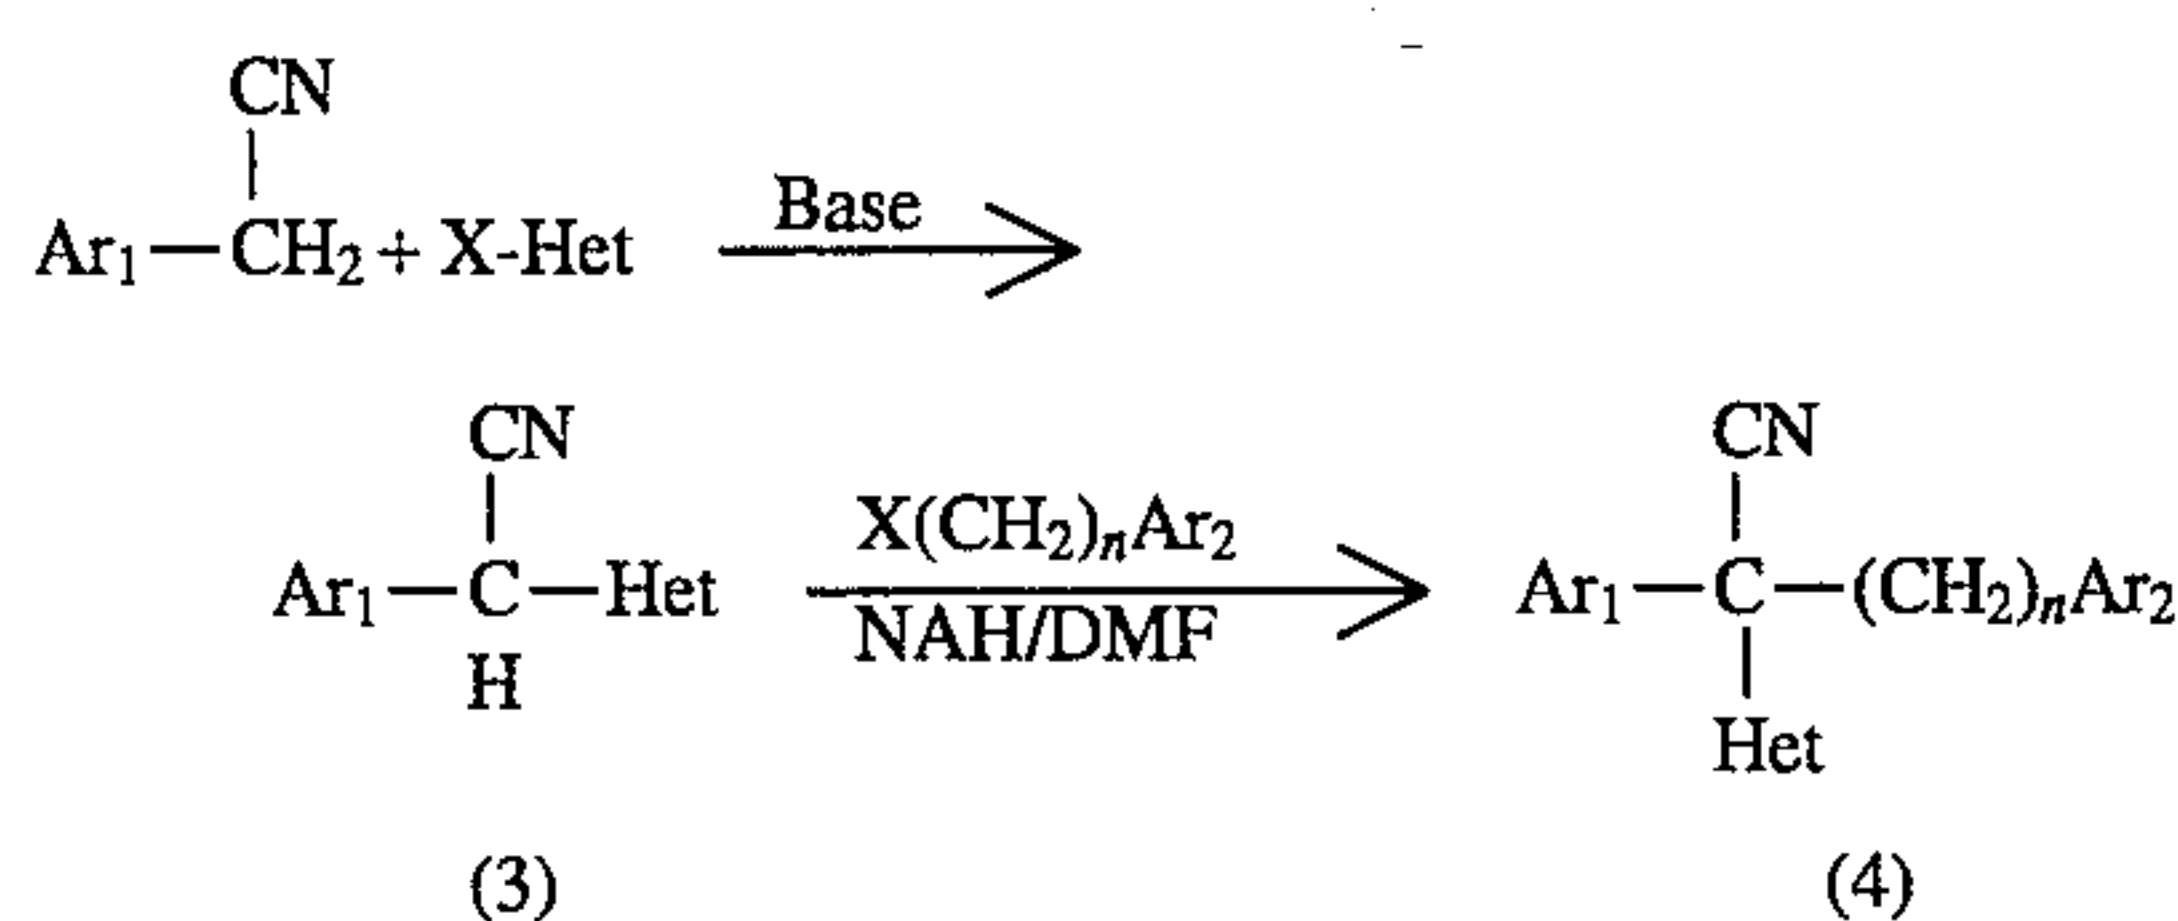 CN
Ar1—CH2 + X-Het Base
CN
Ar1—C—Het X(CH2)nAr2
NAH/DMF
H
CN
Ar1—C—(CH2)nAr2
Het
(3) (4)